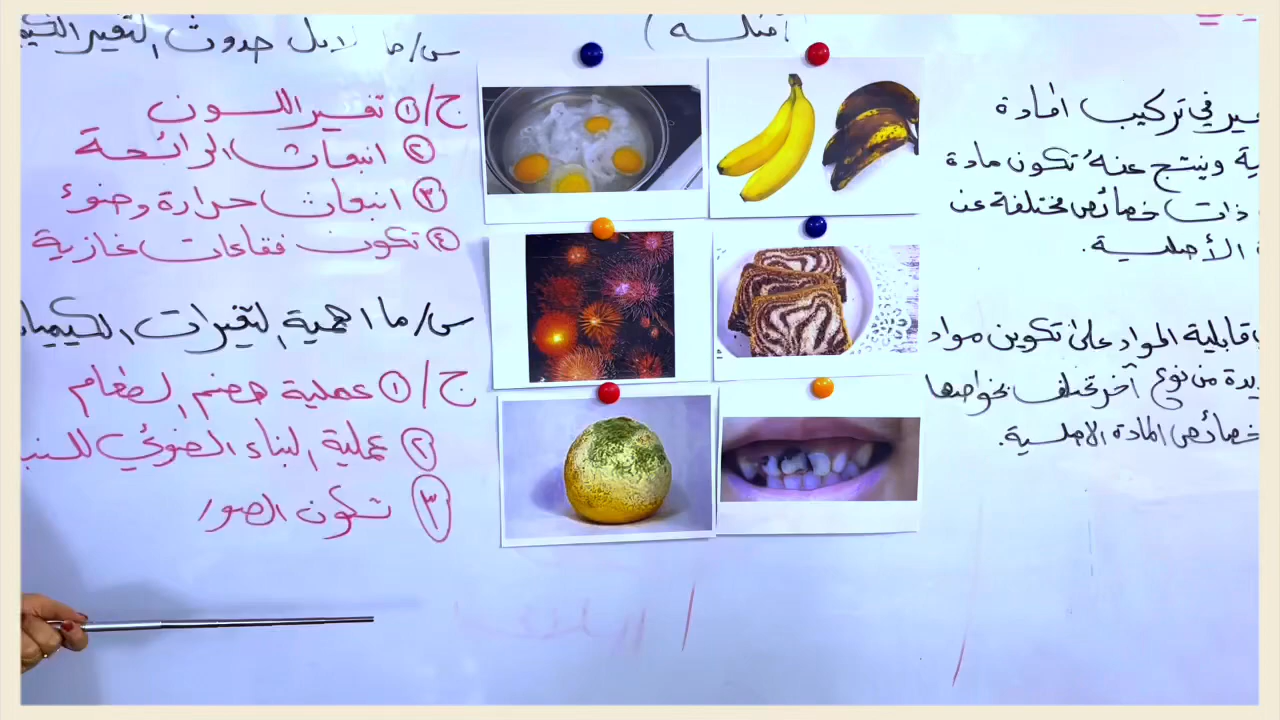 أمثلة )
ير في تركيب المادة
ية وينتج عنهُ تكون مادة
ذات خصائص مختلفة عن
ة الأصلية.
قابلية المواد على تكوين مواد
يدة من نوع آخر تختلف بخواصها
خصائص المادة الاصلية.
س/ ما دلائل حدوث التغير الكيم
ج/ ① تغير اللون
② انبعاث الرائحة
③ انبعاث حرارة وضوء
④ تكون فقاعات غازية
س/ ما اهمية التغيرات الكيميا
ج/ ① عملية هضم الطعام
② عملية البناء الضوئي للنب
③ تكون الصور